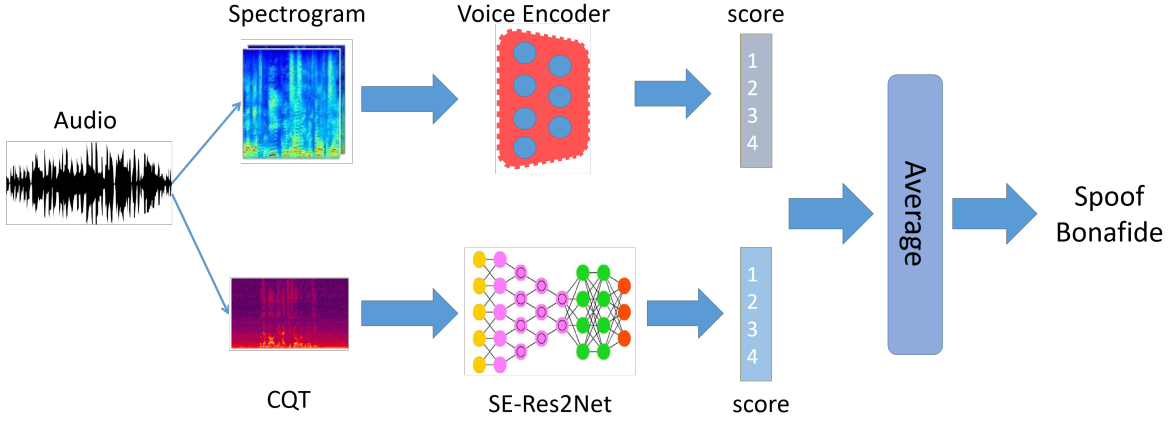 Spectrogram
Voice Encoder
score
1
2
3
4
Audio
Average
Spoof
Bonafide
1
2
3
4
CQT
SE-Res2Net
score